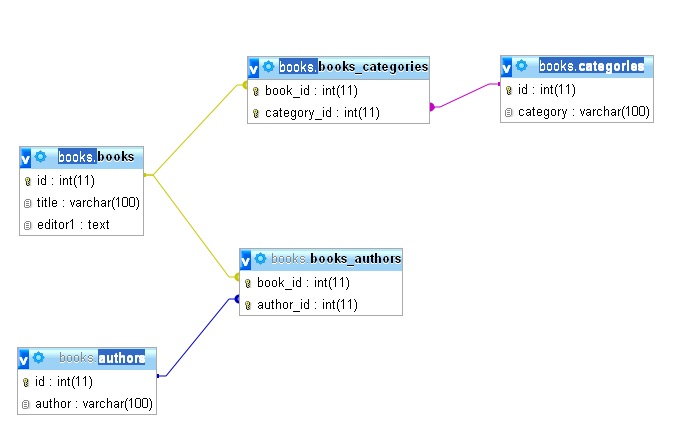 v books.books_categories
book_id : int(11)
category_id : int(11)
v books.categories
id : int(11)
category : varchar(100)
v books.books
id : int(11)
title : varchar(100)
editor1 : text
v books.books_authors
book_id : int(11)
author_id : int(11)
v books.authors
id : int(11)
author : varchar(100)